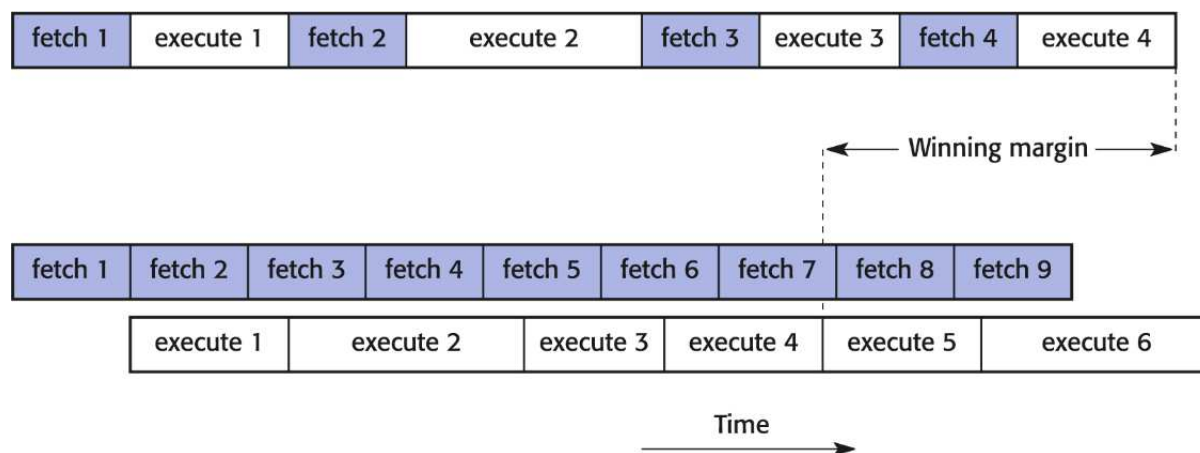 fetch 1 execute 1 fetch 2 execute 2 fetch 3 execute 3 fetch 4 execute 4
Winning margin
fetch 1 fetch 2 fetch 3 fetch 4 fetch 5 fetch 6 fetch 7 fetch 8 fetch 9
execute 1 execute 2 execute 3 execute 4 execute 5 execute 6
Time